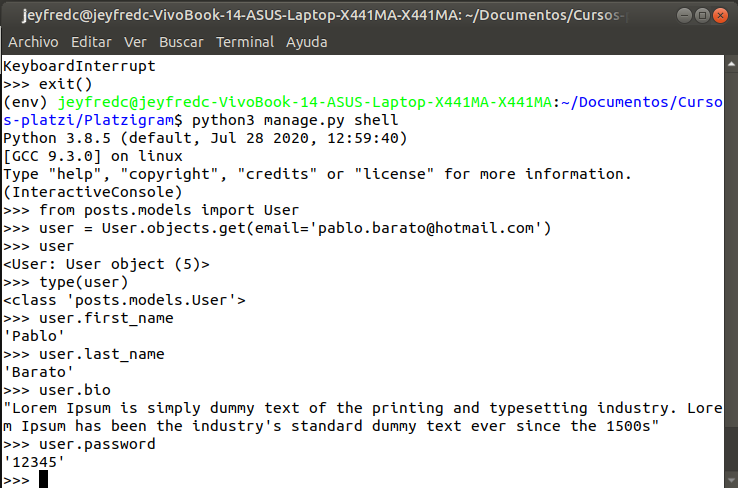 jeyfredc@jeyfredc-VivoBook-14-ASUS-Laptop-X441MA-X441MA: ~/Documentos/Cursos-
Archivo Editar Ver Buscar Terminal Ayuda
KeyboardInterrupt
>>> exit()
(env) jeyfredc@jeyfredc-VivoBook-14-ASUS-Laptop-X441MA-X441MA:~/Documentos/Curso
s-platzi/Platzigram$ python3 manage.py shell
Python 3.8.5 (default, Jul 28 2020, 12:59:40)
[GCC 9.3.0] on linux
Type "help", "copyright", "credits" or "license" for more information.
(InteractiveConsole)
>>> from posts.models import User
>>> user = User.objects.get(email='pablo.barato@hotmail.com')
>>> user
<User: User object (5)>
>>> type(user)
<class 'posts.models.User'>
>>> user.first_name
'Pablo'
>>> user.last_name
'Barato'
>>> user.bio
"Lorem Ipsum is simply dummy text of the printing and typesetting industry. Lore
m Ipsum has been the industry's standard dummy text ever since the 1500s"
>>> user.password
'12345'
>>>